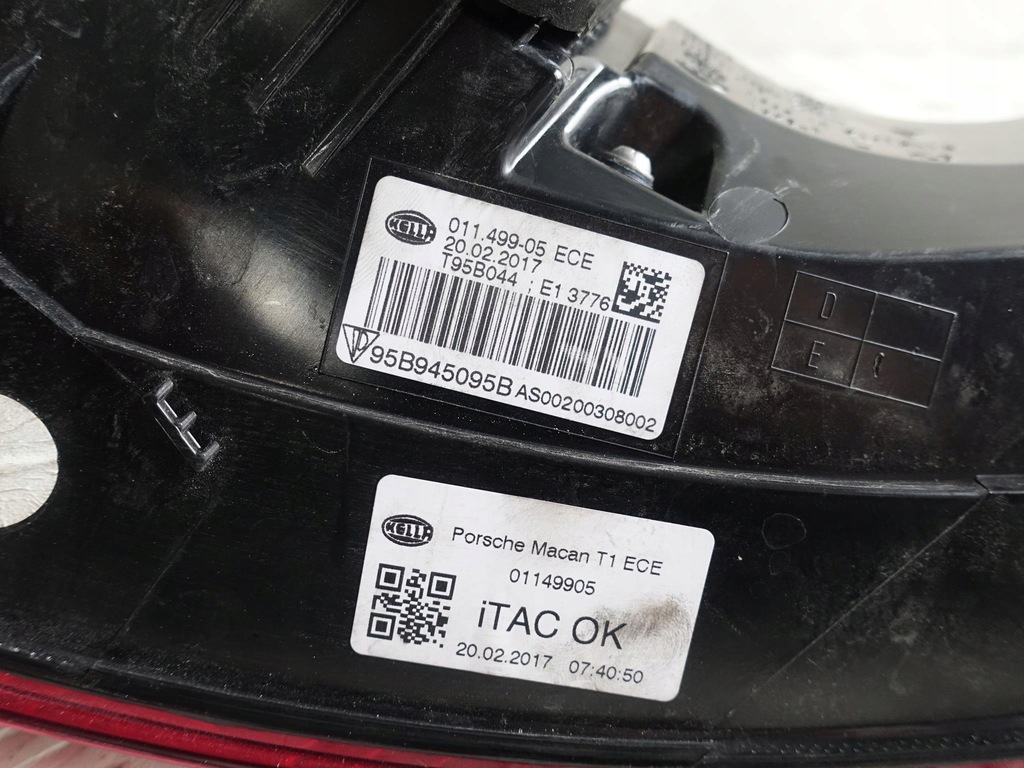 HELLA
011.499-05 ECE
20.02.2017
T95B044 : E1 3776
95B945095B AS00200308002
D
E
E
HELLA
Porsche Macan T1 ECE
01149905
iTAC OK
20.02.2017 07:40:50